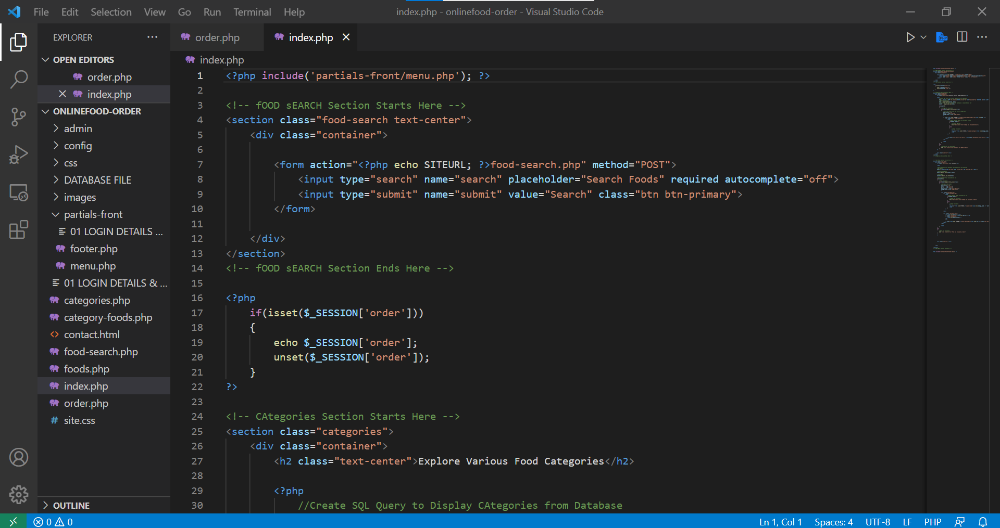 File Edit Selection View Go Run Terminal Help
index.php - onlinefood-order - Visual Studio Code
EXPLORER
OPEN EDITORS
order.php
index.php
ONLINEFOOD-ORDER
admin
config
css
DATABASE FILE
images
partials-front
01 LOGIN DETAILS ...
footer.php
menu.php
01 LOGIN DETAILS & ...
categories.php
category-foods.php
contact.html
food-search.php
foods.php
index.php
order.php
site.css
OUTLINE
order.php index.php
index.php
1 <?php include('partials-front/menu.php'); ?>
2
3 <!-- fOOD sEARCH Section Starts Here -->
4 <section class="food-search text-center">
5 <div class="container">
6
7 <form action="<?php echo SITEURL; ?>food-search.php" method="POST">
8 <input type="search" name="search" placeholder="Search Foods" required autocomplete="off">
9 <input type="submit" name="submit" value="Search" class="btn btn-primary">
10 </form>
11
12 </div>
13 </section>
14 <!-- fOOD sEARCH Section Ends Here -->
15
16 <?php
17 if(isset($_SESSION['order']))
18 {
19 echo $_SESSION['order'];
20 unset($_SESSION['order']);
21 }
22 ?>
23
24 <!-- CAtegories Section Starts Here -->
25 <section class="categories">
26 <div class="container">
27 <h2 class="text-center">Explore Various Food Categories</h2>
28
29 <?php
30 //Create SQL Query to Display CAtegories from Database
0 0
Ln 1, Col 1 Spaces: 4 UTF-8 LF PHP